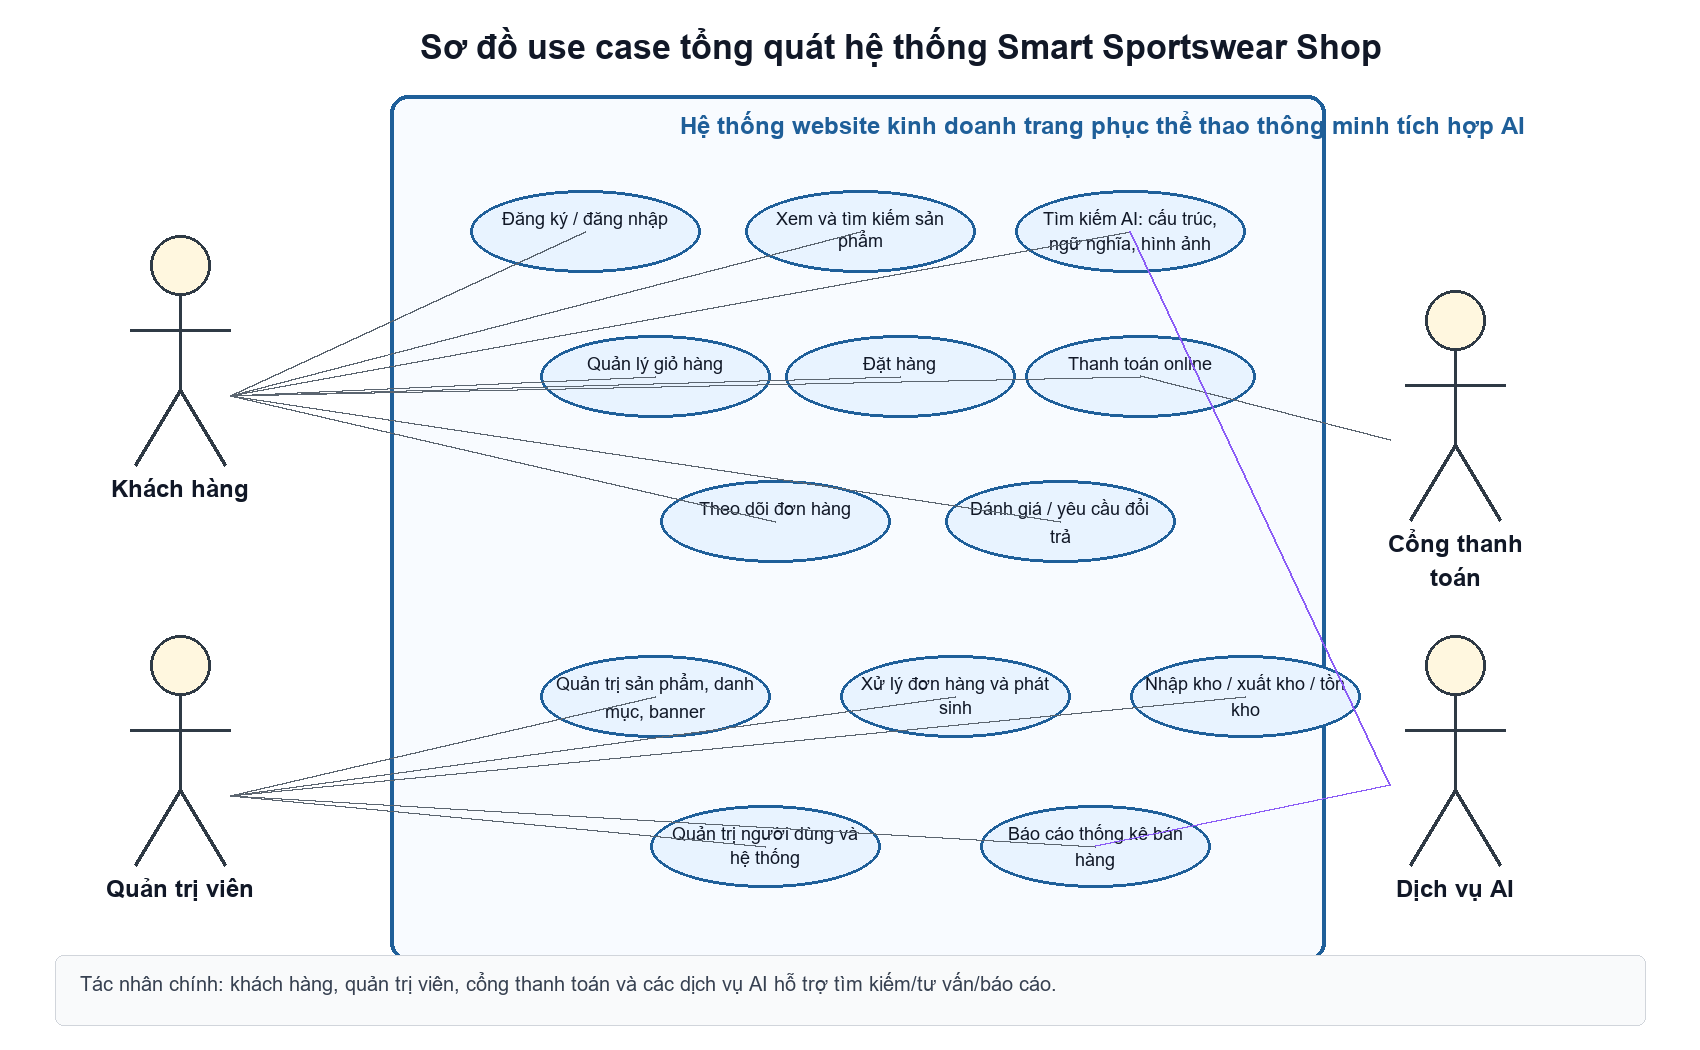 Sơ đồ use case tổng quát hệ thống Smart Sportswear Shop
Hệ thống website kinh doanh trang phục thể thao thông minh tích hợp AI
Đăng ký / đăng nhập
Xem và tìm kiếm sản
phẩm
Tìm kiếm AI: cấu trúc,
ngữ nghĩa, hình ảnh
Quản lý giỏ hàng
Đặt hàng
Thanh toán online
Khách hàng
Theo dõi đơn hàng
Đánh giá / yêu cầu đổi
trả
Cổng thanh
toán
Quản trị sản phẩm, danh
mục, banner
Xử lý đơn hàng và phát
sinh
Nhập kho / xuất kho / tồn
kho
Quản trị người dùng và
hệ thống
Báo cáo thống kê bán
hàng
Quản trị viên
Dịch vụ AI
Tác nhân chính: khách hàng, quản trị viên, cổng thanh toán và các dịch vụ AI hỗ trợ tìm kiếm/tư vấn/báo cáo.